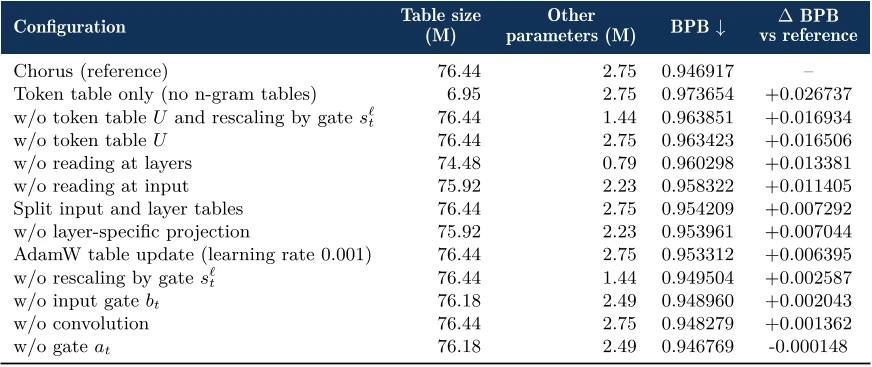 Configuration Table size (M) Other parameters (M) BPB ↓ Δ BPB vs reference
Chorus (reference) 76.44 2.75 0.946917 –
Token table only (no n-gram tables) 6.95 2.75 0.973654 +0.026737
w/o token table U and rescaling by gate sₜ^ℓ 76.44 1.44 0.963851 +0.016934
w/o token table U 76.44 2.75 0.963423 +0.016506
w/o reading at layers 74.48 0.79 0.960298 +0.013381
w/o reading at input 75.92 2.23 0.958322 +0.011405
Split input and layer tables 76.44 2.75 0.954209 +0.007292
w/o layer-specific projection 75.92 2.23 0.953961 +0.007044
AdamW table update (learning rate 0.001) 76.44 2.75 0.953312 +0.006395
w/o rescaling by gate sₜ^ℓ 76.44 1.44 0.949504 +0.002587
w/o input gate bₜ 76.18 2.49 0.948960 +0.002043
w/o convolution 76.44 2.75 0.948279 +0.001362
w/o gate aₜ 76.18 2.49 0.946769 -0.000148